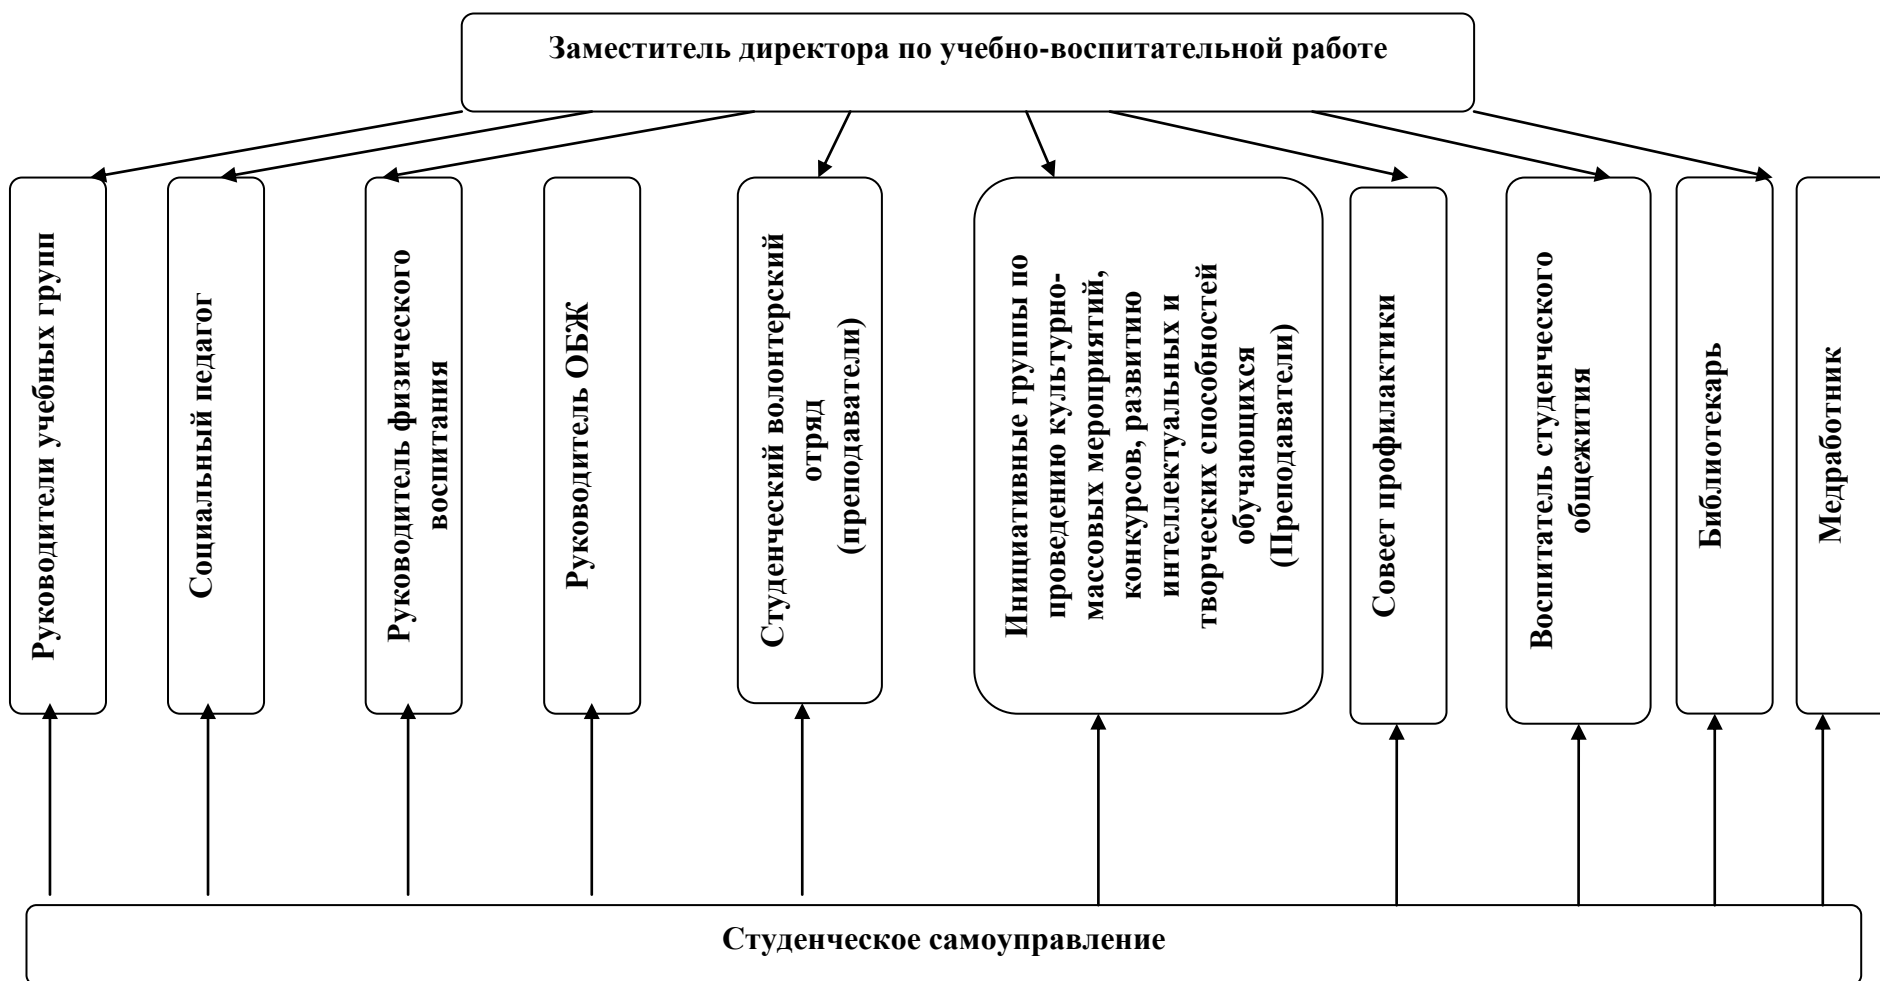 Заместитель директора по учебно-воспитательной работе
Руководители учебных групп
Социальный педагог
Руководитель физического
воспитания
Руководитель ОБЖ
Студенческий волонтерский
отряд
(преподаватели)
Инициативные группы по
проведению культурно-
массовых мероприятий,
конкурсов, развитию
интеллектуальных и
творческих способностей
обучающихся
(Преподаватели)
Совет профилактики
Воспитатель студенческого
общежития
Библиотекарь
Медработник
Студенческое самоуправление